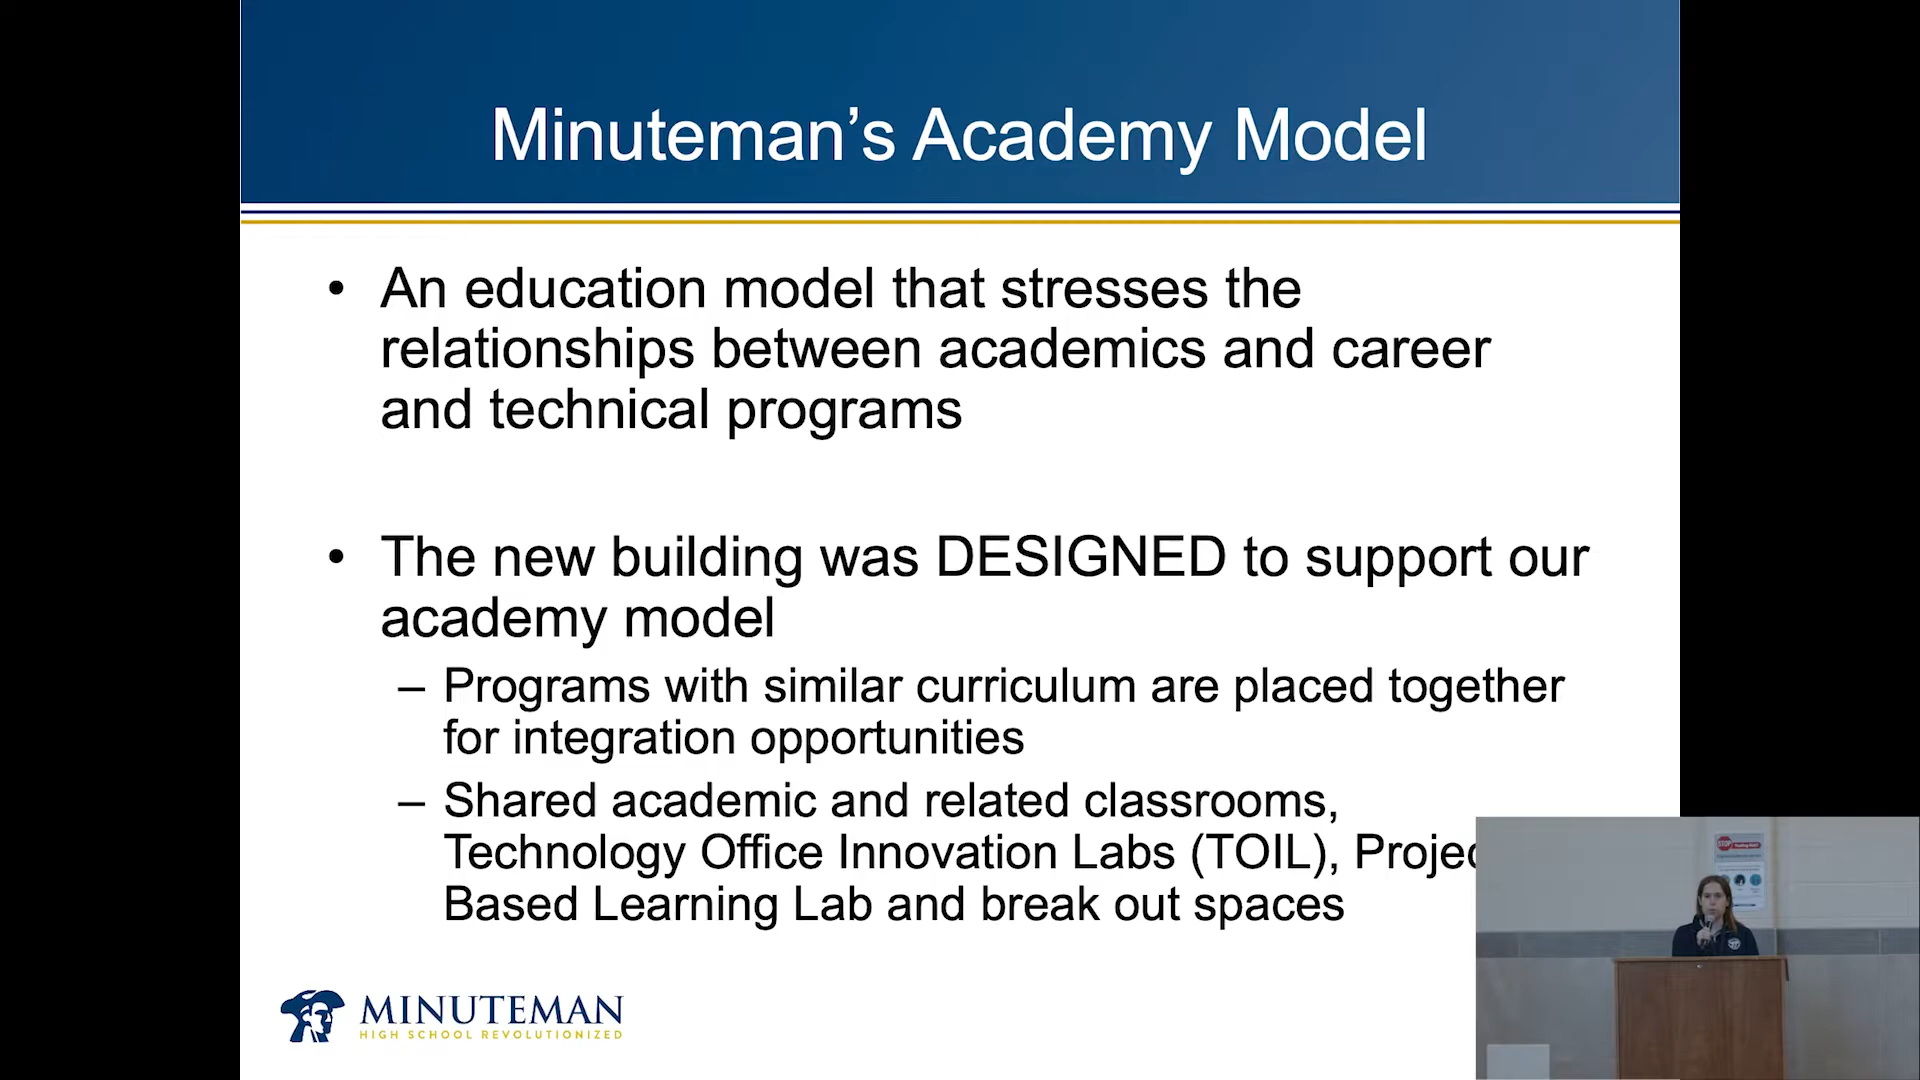 Minuteman’s Academy Model
• An education model that stresses the
relationships between academics and career
and technical programs
• The new building was DESIGNED to support our
academy model
– Programs with similar curriculum are placed together
for integration opportunities
– Shared academic and related classrooms,
Technology Office Innovation Labs (TOIL), Projec
Based Learning Lab and break out spaces
MINUTEMAN
HIGH SCHOOL REVOLUTIONIZED
STOP